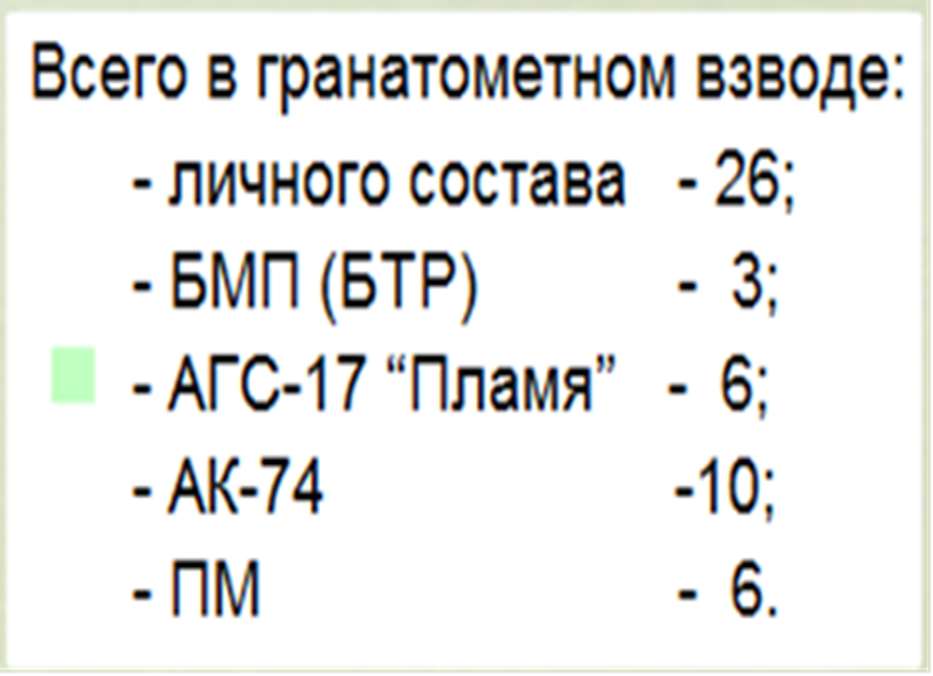 Всего в гранатометном взводе:
- личного состава - 26;
- БМП (БТР) - 3;
- АГС-17 “Пламя” - 6;
- АК-74 -10;
- ПМ - 6.